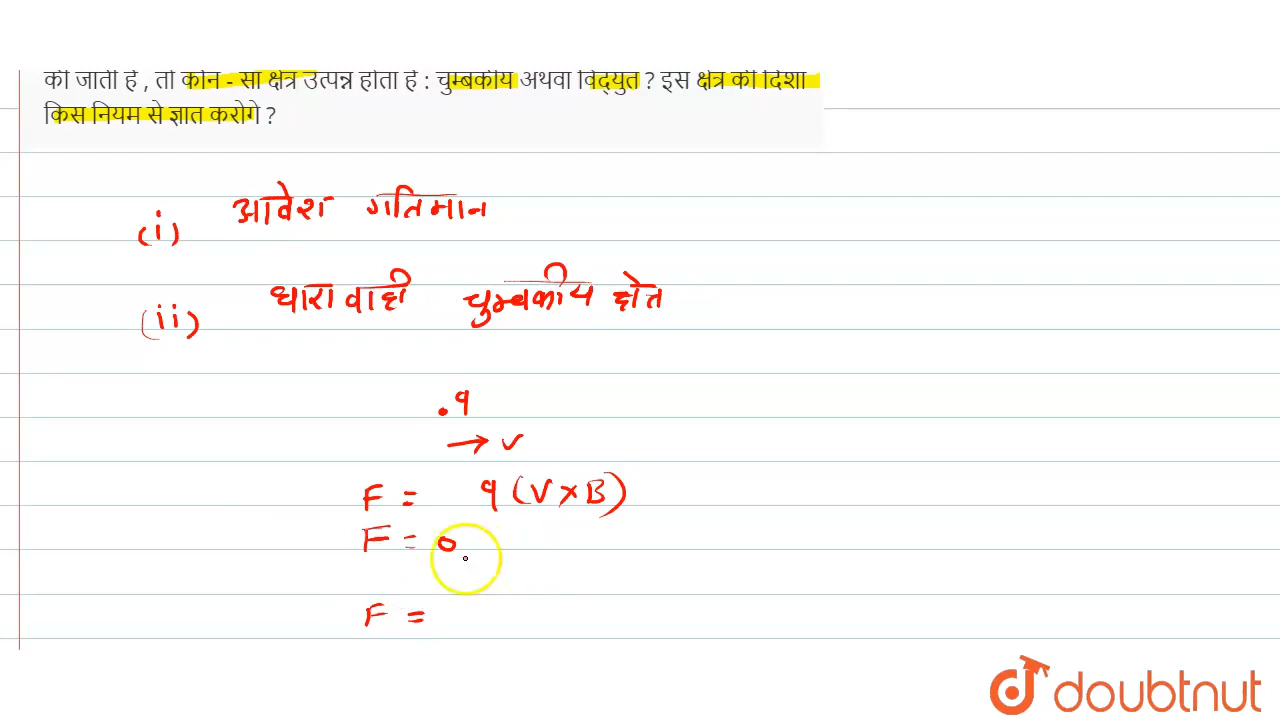 की जाती है , तो कौन - सा क्षेत्र उत्पन्न होता है : चुम्बकीय अथवा विद्युत ? इस क्षेत्र की दिशा
किस नियम से ज्ञात करोगे ?
(i) आवेश गतिमान
(ii) धारावाही चुम्बकीय क्षेत्र
.q
→ v
F = q (V×B)
F = 0
F =
doubtnut